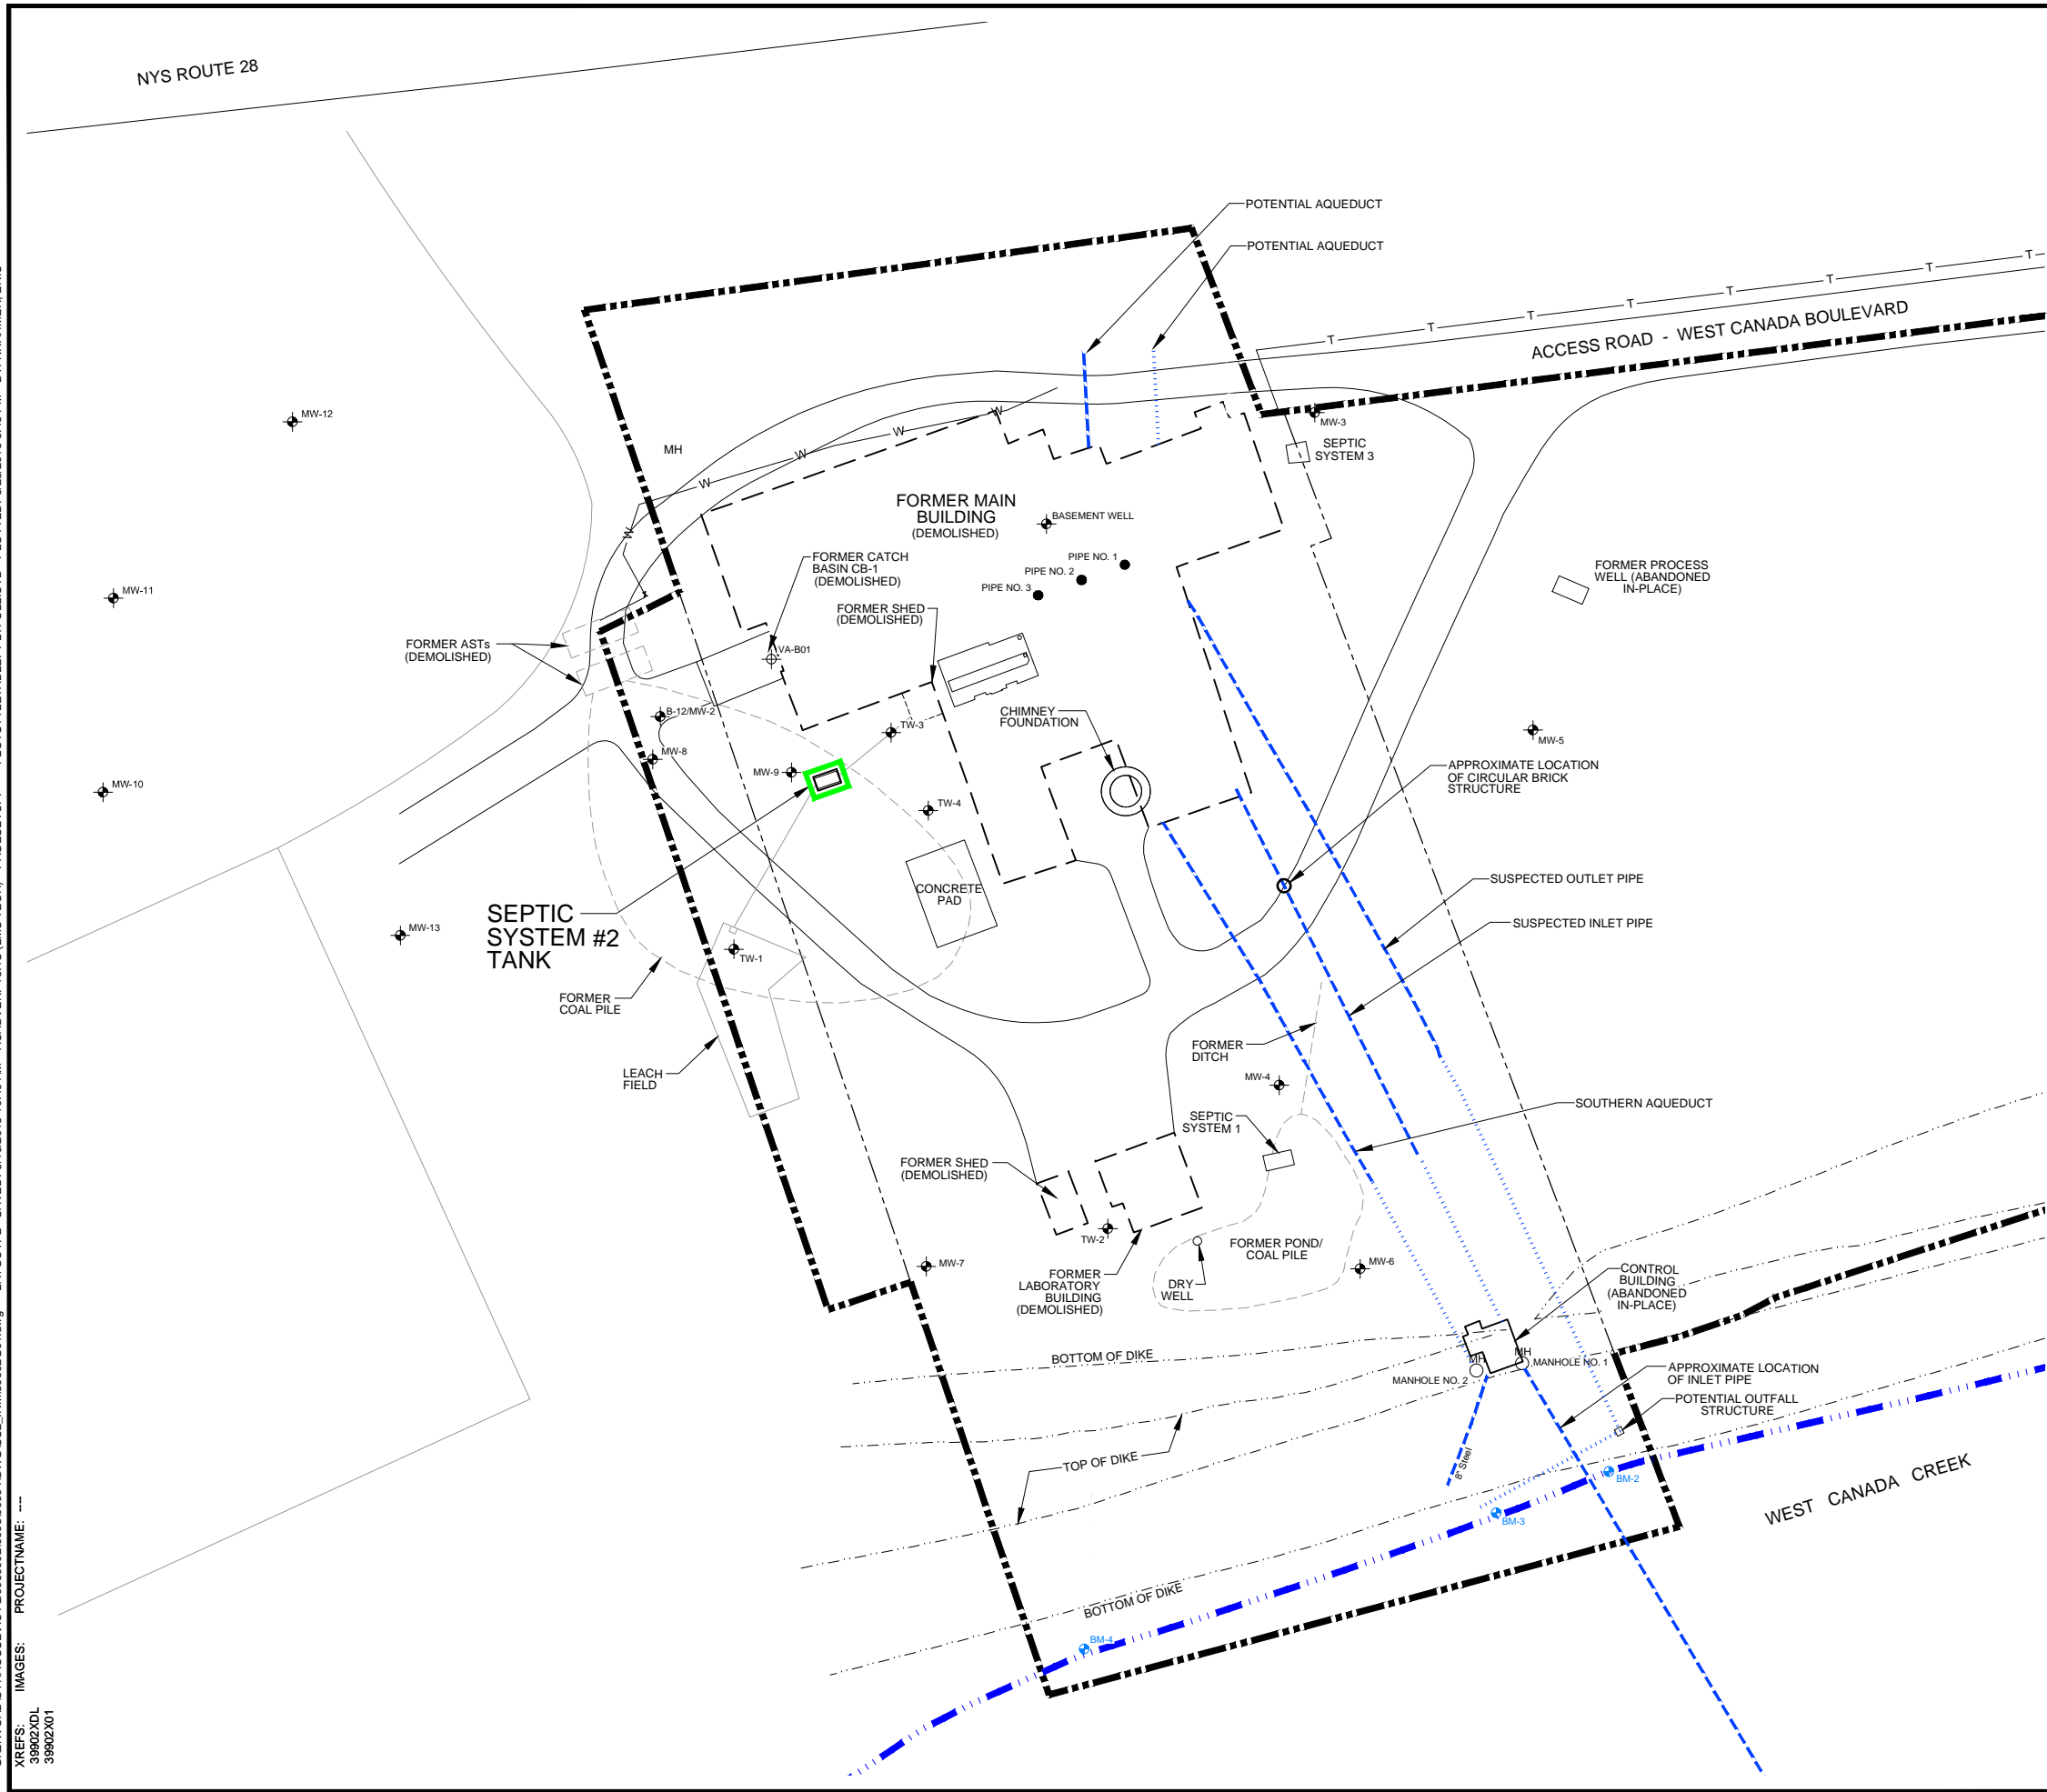 NYS ROUTE 28
POTENTIAL AQUEDUCT
POTENTIAL AQUEDUCT
T T T T T T T T
ACCESS ROAD - WEST CANADA BOULEVARD
MW-12
MW-3
MH
SEPTIC
SYSTEM 3
W W W W W
FORMER MAIN
BUILDING
(DEMOLISHED)
BASEMENT WELL
FORMER CATCH
BASIN CB-1
(DEMOLISHED)
PIPE NO. 1
PIPE NO. 2
PIPE NO. 3
FORMER PROCESS
WELL (ABANDONED
IN-PLACE)
MW-11
FORMER SHED
(DEMOLISHED)
FORMER ASTs
(DEMOLISHED)
VA-B01
B-12/MW-2
CHIMNEY
FOUNDATION
TW-3
MW-5
MW-8
MW-9
MW-10
APPROXIMATE LOCATION
OF CIRCULAR BRICK
STRUCTURE
TW-4
CONCRETE
PAD
SUSPECTED OUTLET PIPE
SEPTIC
SYSTEM #2
TANK
SUSPECTED INLET PIPE
MW-13
TW-1
FORMER
COAL PILE
FORMER
DITCH
LEACH
FIELD
MW-4
SOUTHERN AQUEDUCT
SEPTIC
SYSTEM 1
FORMER SHED
(DEMOLISHED)
TW-2
FORMER POND/
COAL PILE
MW-7
MW-6
FORMER
LABORATORY
BUILDING
(DEMOLISHED)
DRY
WELL
CONTROL
BUILDING
(ABANDONED
IN-PLACE)
BOTTOM OF DIKE
MH
MH
MANHOLE NO. 1
MANHOLE NO. 2
APPROXIMATE LOCATION
OF INLET PIPE
POTENTIAL OUTFALL
STRUCTURE
TOP OF DIKE
8" Steel
BM-2
BM-3
WEST CANADA CREEK
BOTTOM OF DIKE
BM-4
XREFS: IMAGES: PROJECTNAME: ----
39902XDL
39902X01